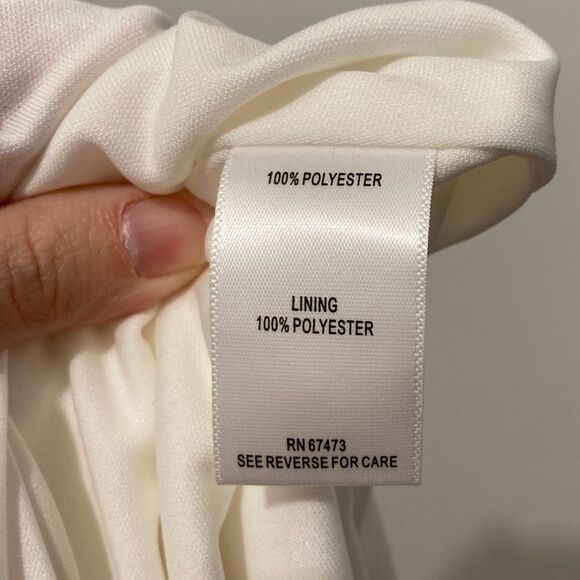 100% POLYESTER
LINING
100% POLYESTER
RN 67473
SEE REVERSE FOR CARE